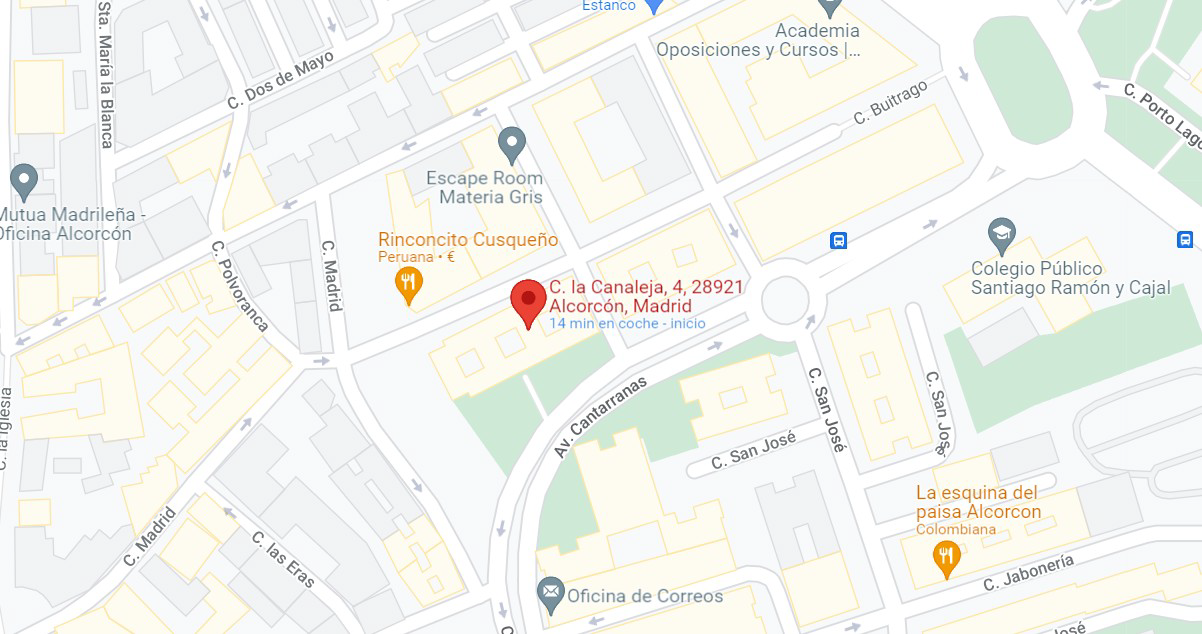 Estanco
Academia
Oposiciones y Cursos |...
Sta. María la Blanca
C. Dos de Mayo
C. Buitrago
C. Porto Lago
Escape Room
Materia Gris
Mutua Madrileña -
Oficina Alcorcón
Rinconcito Cusqueño
Peruana • €
C. Polvoranca
C. Madrid
C. la Canaleja, 4, 28921
Alcorcón, Madrid
14 min en coche - inicio
Colegio Público
Santiago Ramón y Cajal
C. la Iglesia
Av. Cantarranas
C. San José
C. San José
C. San José
La esquina del
paisa Alcorcon
Colombiana
C. Madrid
C. las Eras
Oficina de Correos
C. Jabonería
José
C